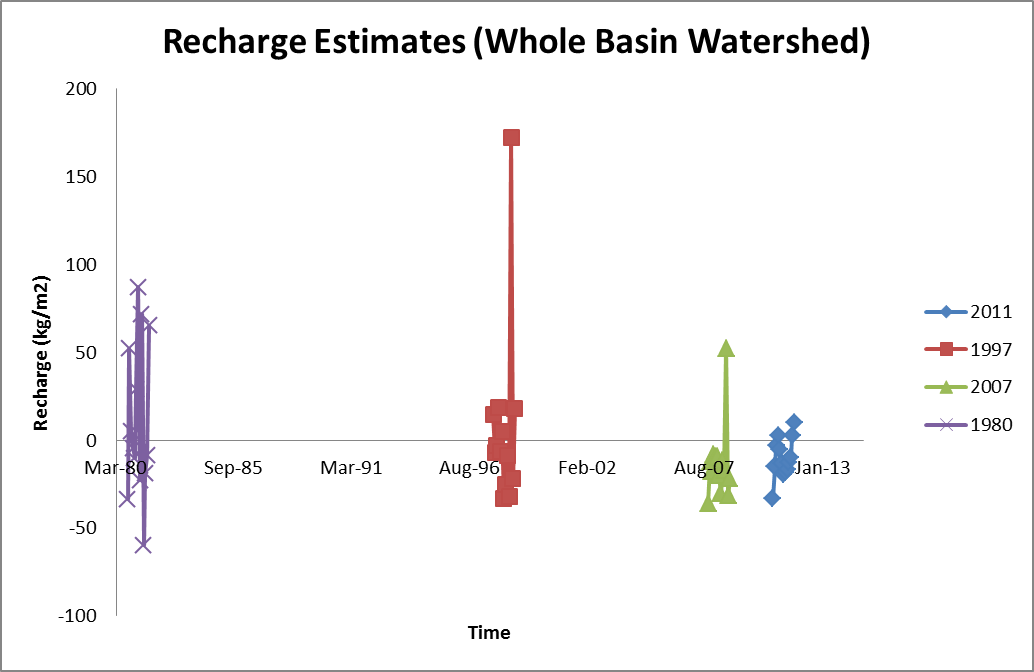 Recharge Estimates (Whole Basin Watershed)
200
150
100
50
0
-50
-100
Recharge (kg/m2)
Mar-80 Sep-85 Mar-91 Aug-96 Feb-02 Aug-07 Jan-13
Time
2011
1997
2007
1980